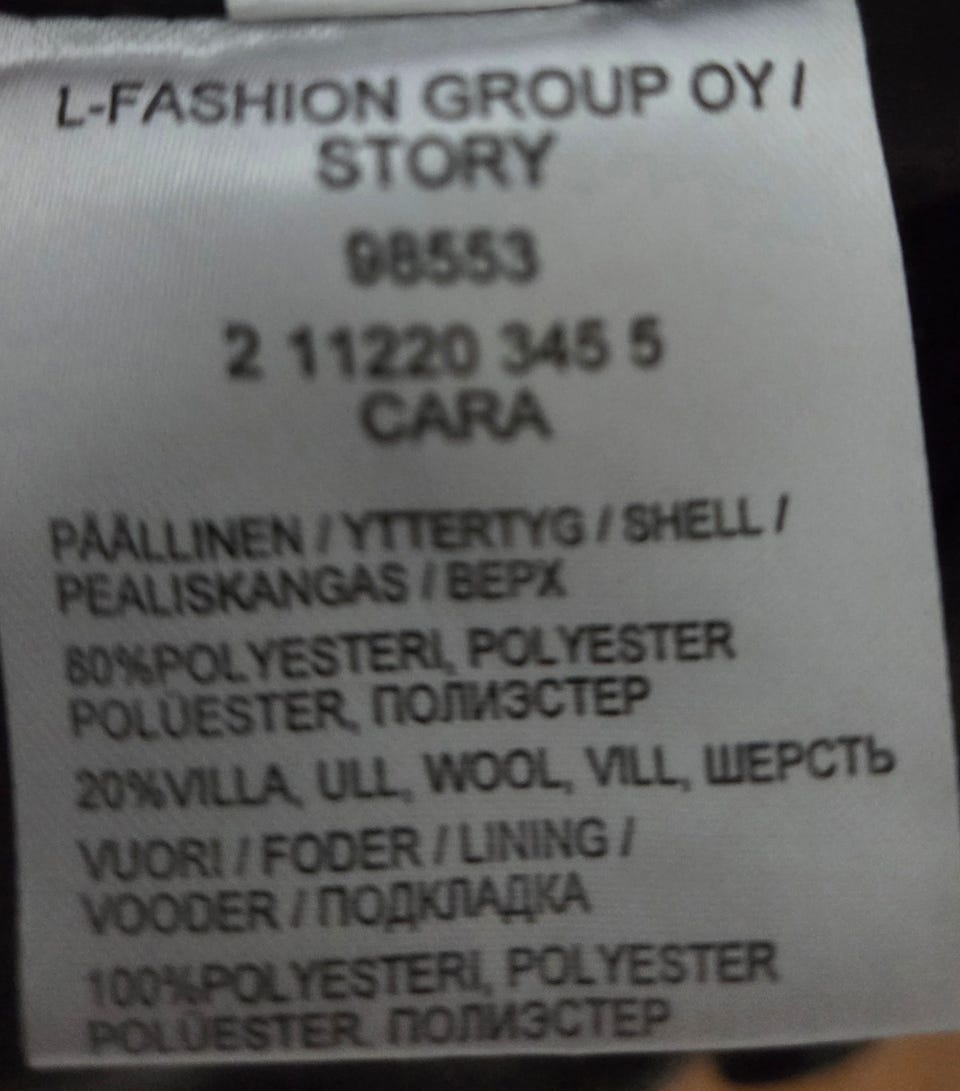 L-FASHION GROUP OY /
STORY
98553
2 11220 345 5
CARA
PÄÄLLINEN / YTTERTYG / SHELL /
PEALISKANGAS / ВЕРХ
80%POLYESTERI, POLYESTER
POLÜESTER, ПОЛИЭСТЕР
20%VILLA, ULL, WOOL, VILL, ШЕРСТЬ
VUORI / FODER / LINING /
VOODER / ПОДКЛАДКА
100%POLYESTERI, POLYESTER
POLÜESTER, ПОЛИЭСТЕР